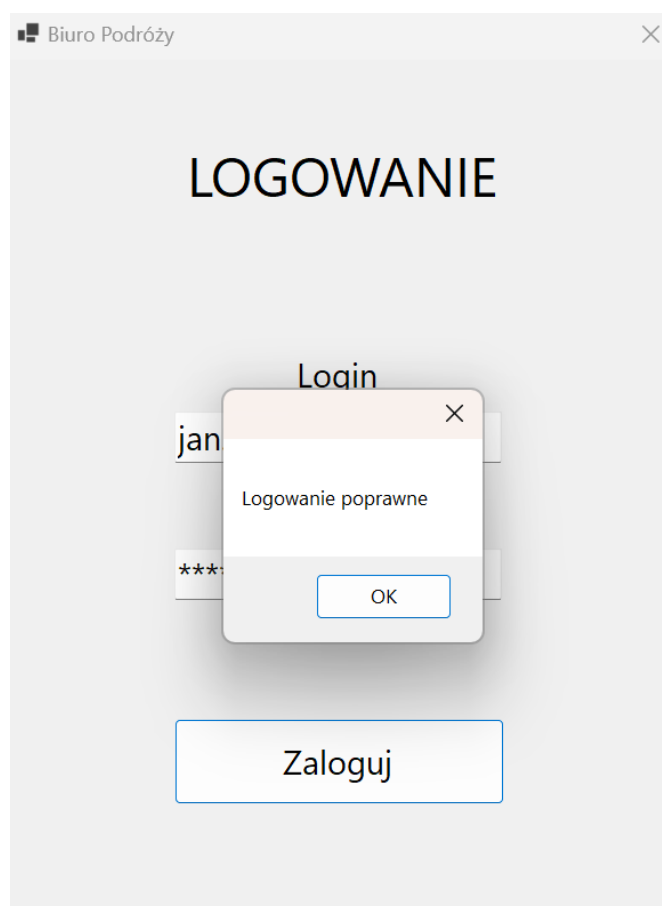 Biuro Podróży
LOGOWANIE
Login
jan
Logowanie poprawne
****
OK
Zaloguj